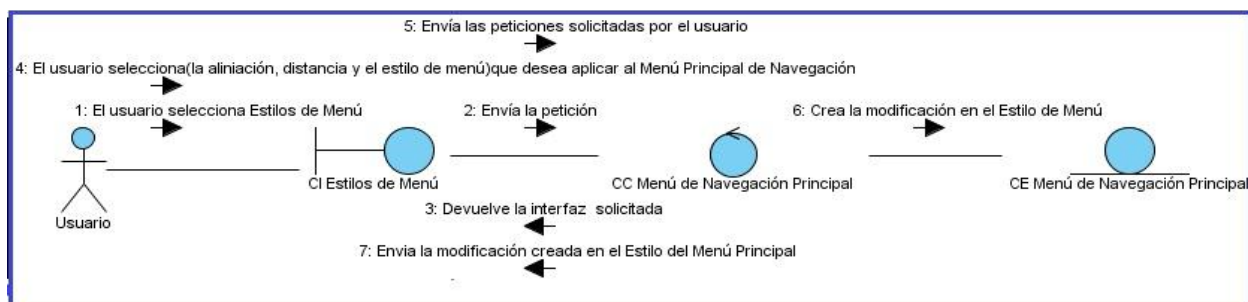 5: Envía las peticiones solicitadas por el usuario
4: El usuario selecciona(la aliniación, distancia y el estilo de menú)que desea aplicar al Menú Principal de Navegación
1: El usuario selecciona Estilos de Menú
2: Envía la petición
6: Crea la modificación en el Estilo de Menú
CI Estilos de Menú
CC Menú de Navegación Principal
CE Menú de Navegación Principal
Usuario
3: Devuelve la interfaz solicitada
7: Envia la modificación creada en el Estilo del Menú Principal